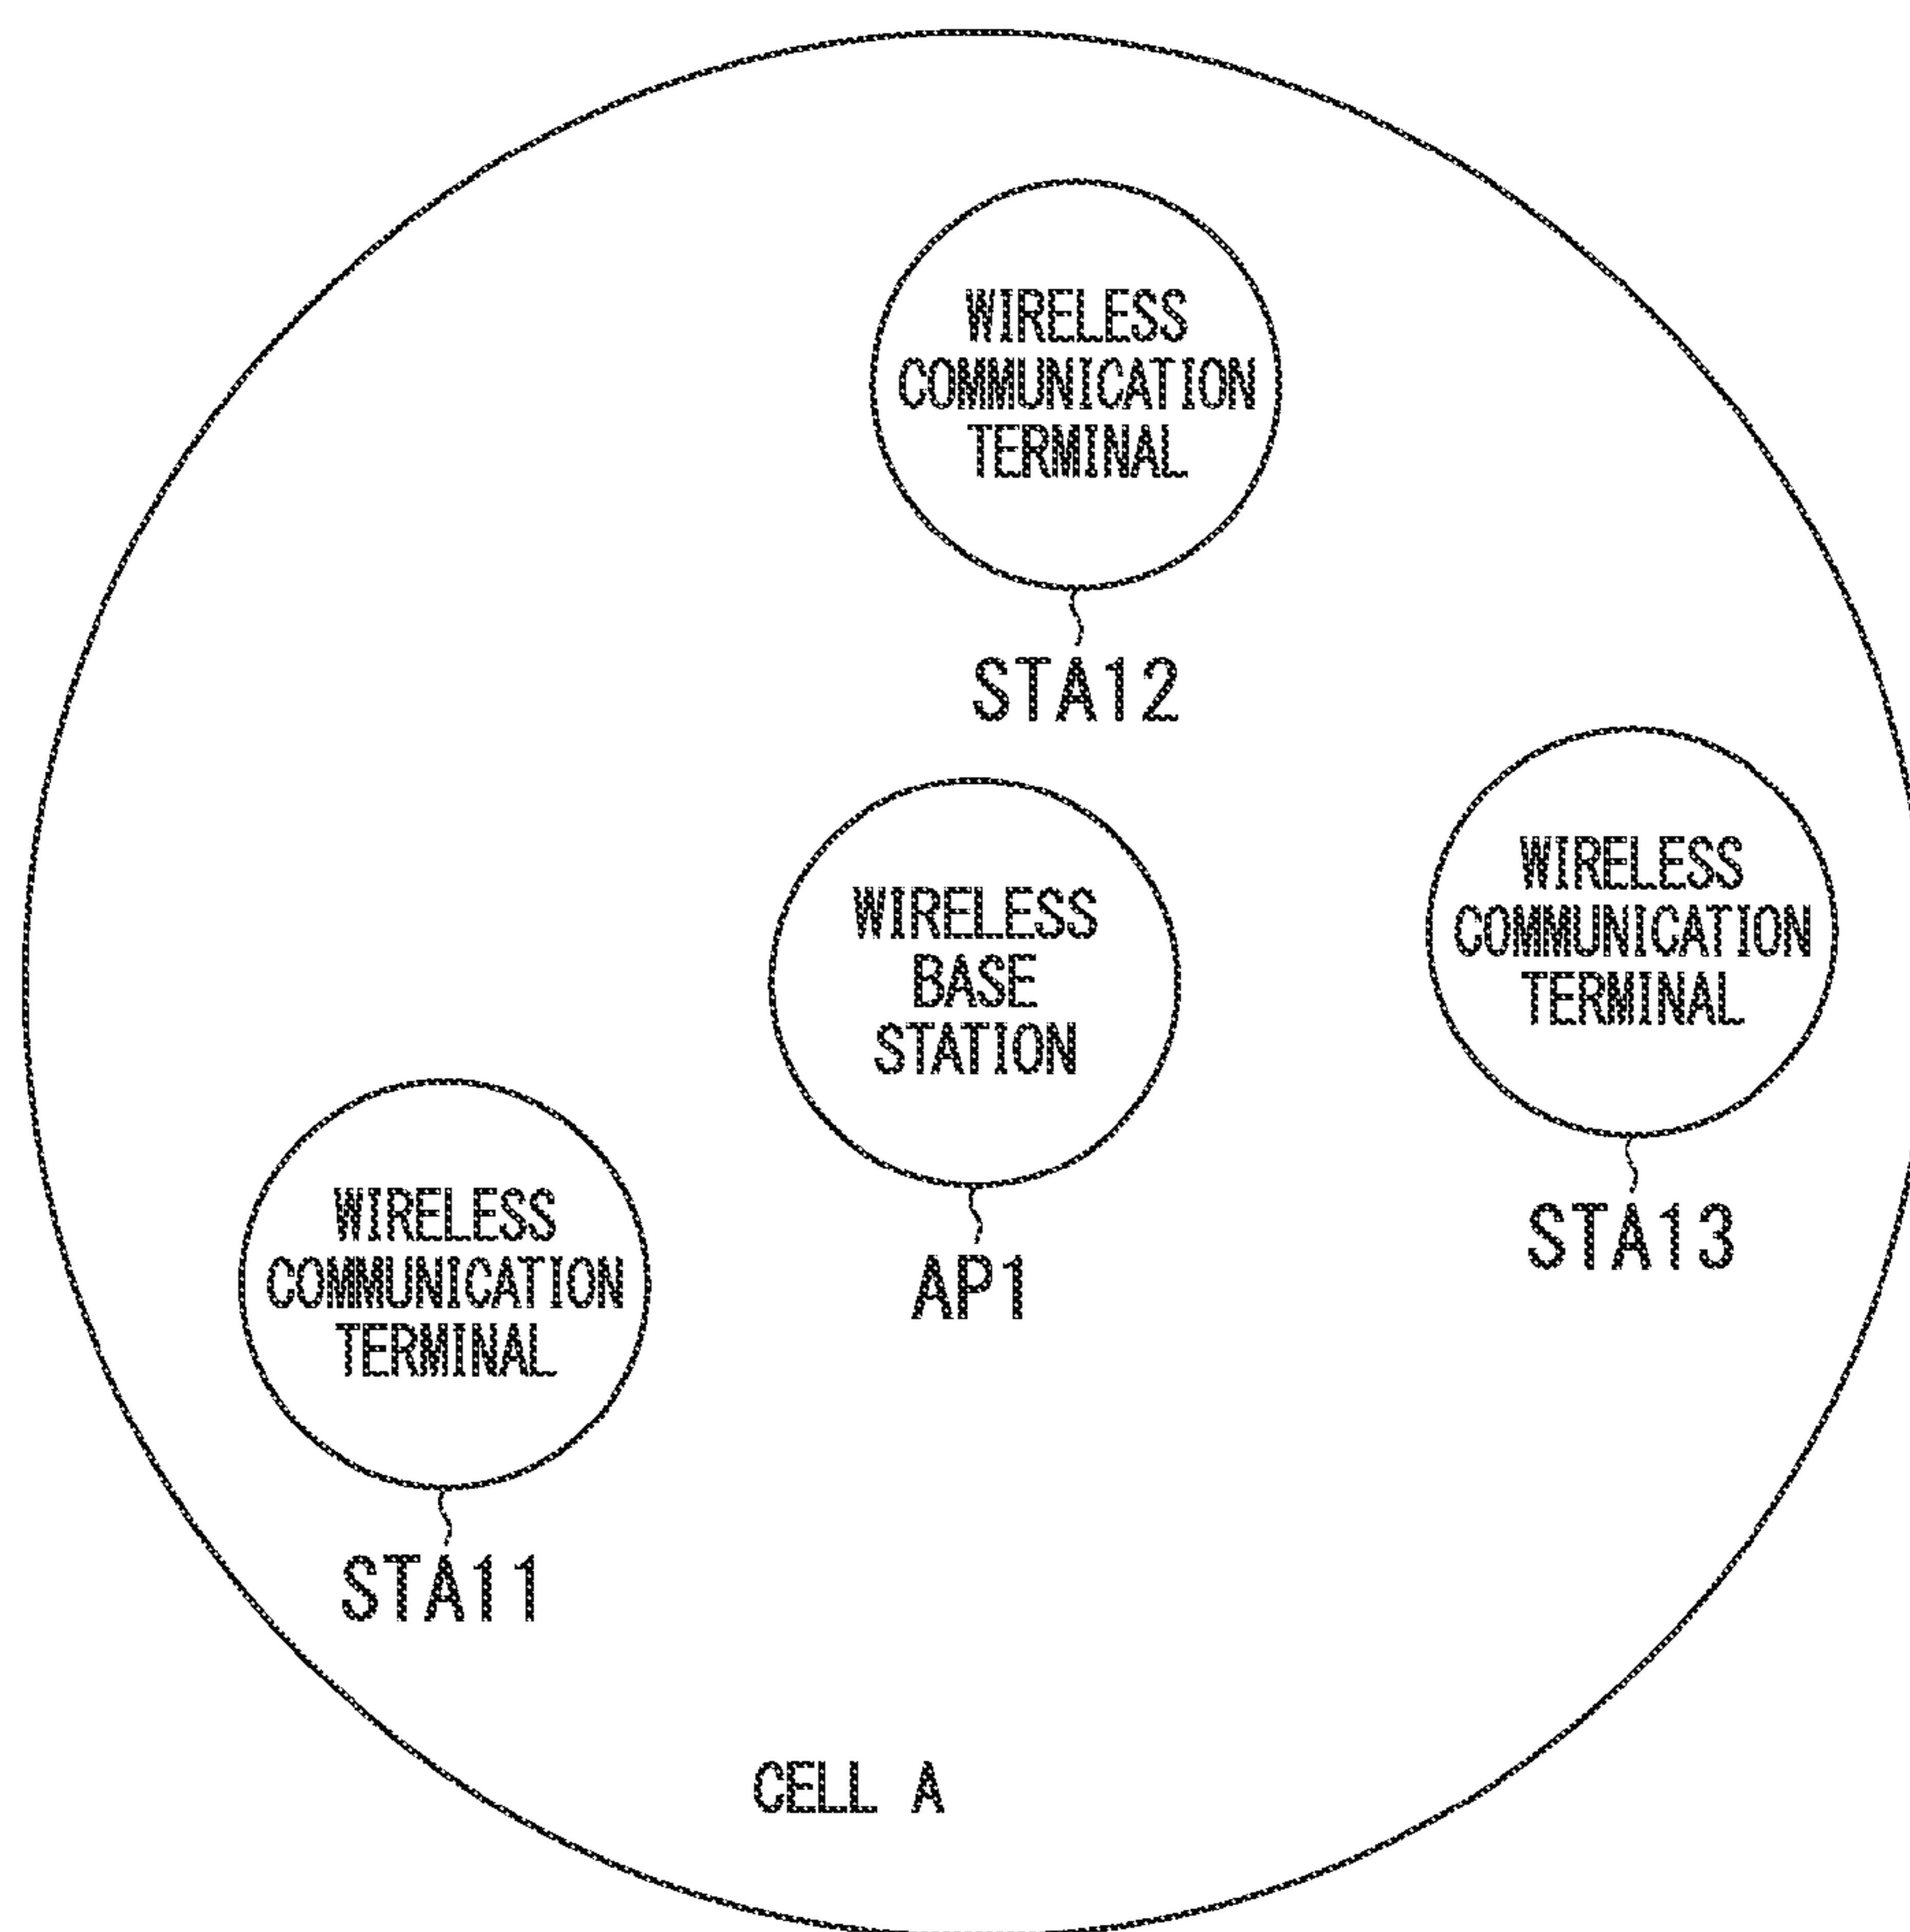 WIRELESS
COMMUNICATION
TERMINAL
STA12
WIRELESS
BASE
STATION
AP1
WIRELESS
COMMUNICATION
TERMINAL
STA13
WIRELESS
COMMUNICATION
TERMINAL
STA11
CELL A